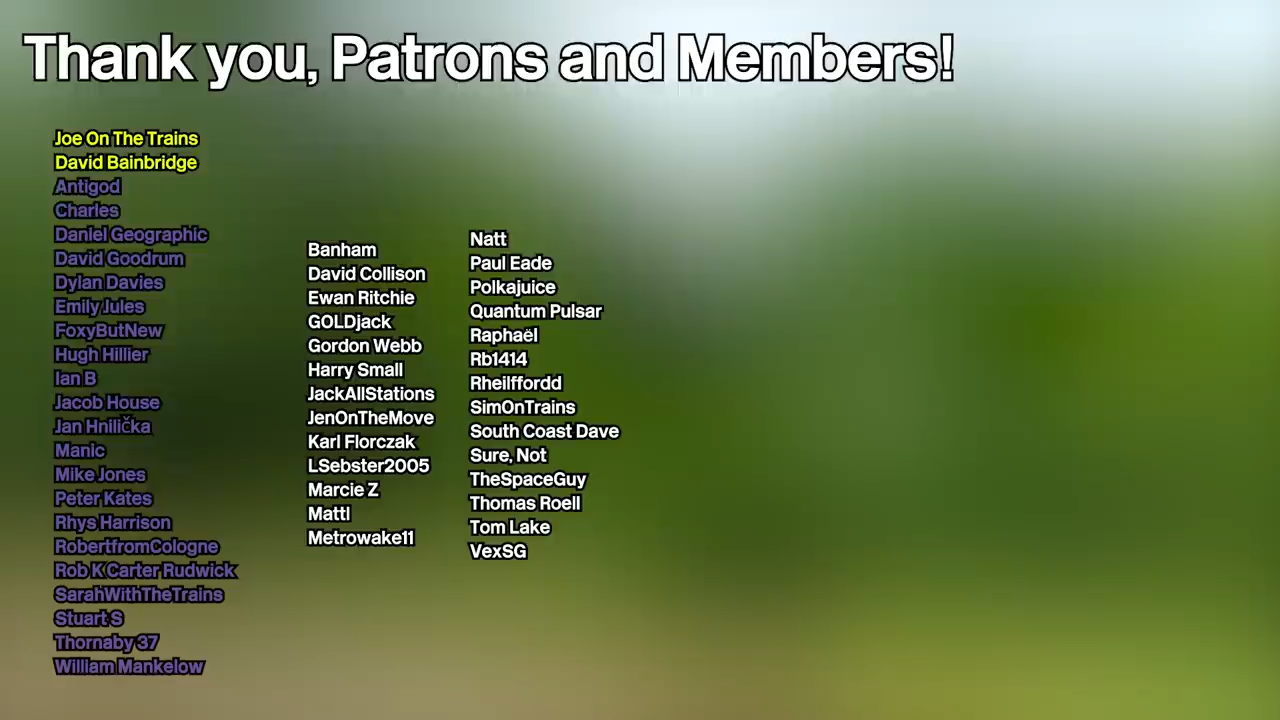 Thank you, Patrons and Members!
Joe On The Trains
David Bainbridge
Antigod
Charles
Daniel Geographic
David Goodrum
Dylan Davies
Emily Jules
FoxyButNew
Hugh Hillier
Ian B
Jacob House
Jan Hnilička
Manic
Mike Jones
Peter Kates
Rhys Harrison
RobertfromCologne
Rob K Carter Rudwick
SarahWithTheTrains
Stuart S
Thornaby 37
William Mankelow
Banham
David Collison
Ewan Ritchie
GOLDjack
Gordon Webb
Harry Small
JackAllStations
JenOnTheMove
Karl Florczak
LSebster2005
Marcie Z
Mattl
Metrowake11
Natt
Paul Eade
Polkajuice
Quantum Pulsar
Raphaël
Rb1414
Rheilffordd
SimOnTrains
South Coast Dave
Sure, Not
TheSpaceGuy
Thomas Roell
Tom Lake
VexSG